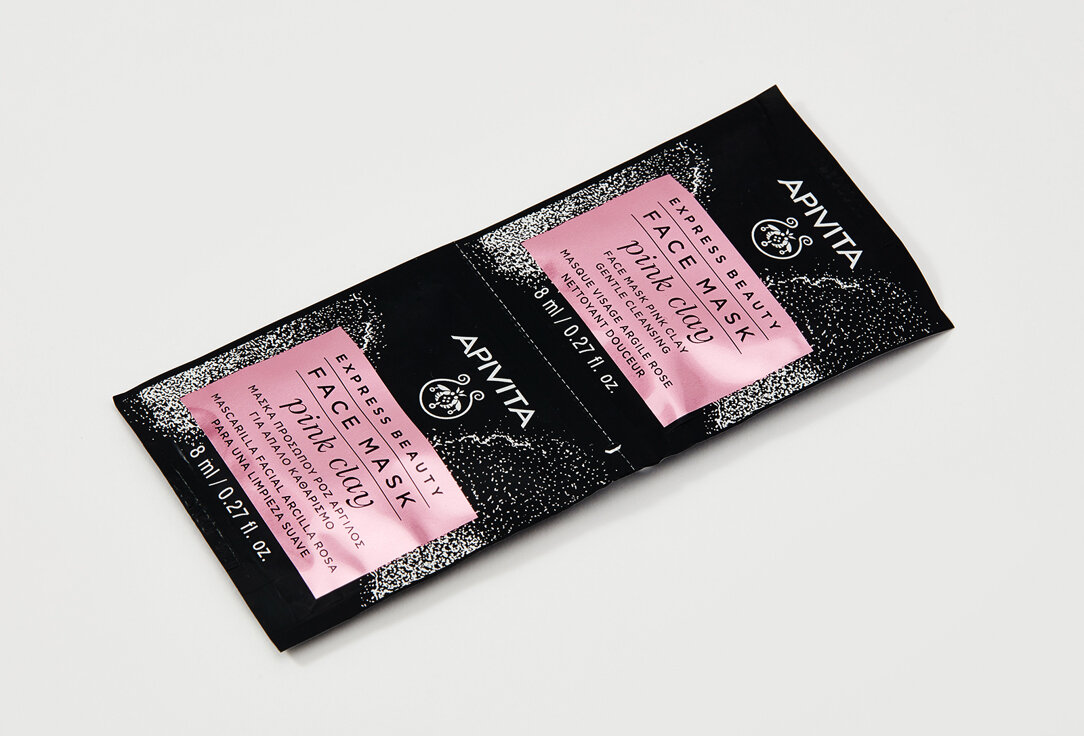 APIVITA
EXPRESS BEAUTY
FACE MASK
pink clay
ΜΑΣΚΑ ΠΡΟΣΩΠΟΥ ΡΟΖ ΑΡΓΙΛΟΣ
ΓΙΑ ΑΠΑΛΟ ΚΑΘΑΡΙΣΜΟ
MASCARILLA FACIAL ARCILLA ROSA
PARA UNA LIMPIEZA SUAVE
8 ml / 0.27 fl. oz.
APIVITA
EXPRESS BEAUTY
FACE MASK
pink clay
FACE MASK PINK CLAY
GENTLE CLEANSING
MASQUE VISAGE ARGILE ROSE
NETTOYANT DOUCEUR
8 ml / 0.27 fl. oz.